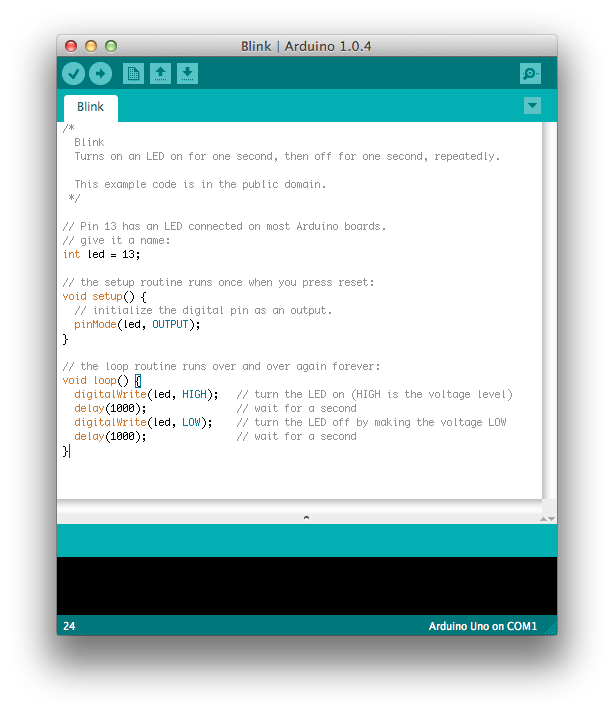 Blink | Arduino 1.0.4
Blink
/*
  Blink
  Turns on an LED on for one second, then off for one second, repeatedly.

  This example code is in the public domain.
 */

// Pin 13 has an LED connected on most Arduino boards.
// give it a name:
int led = 13;

// the setup routine runs once when you press reset:
void setup() {
  // initialize the digital pin as an output.
  pinMode(led, OUTPUT);
}

// the loop routine runs over and over again forever:
void loop() {
  digitalWrite(led, HIGH);   // turn the LED on (HIGH is the voltage level)
  delay(1000);               // wait for a second
  digitalWrite(led, LOW);    // turn the LED off by making the voltage LOW
  delay(1000);               // wait for a second
}
24 Arduino Uno on COM1